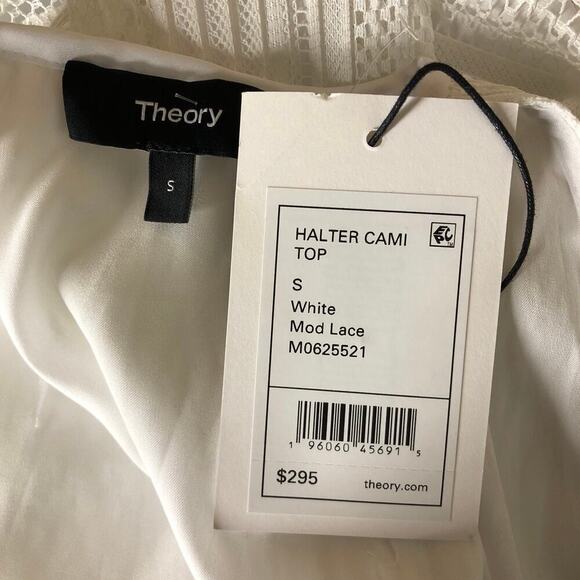 Theory
S
HALTER CAMI
TOP
S
White
Mod Lace
M0625521
1 96060 45691 5
$295
theory.com